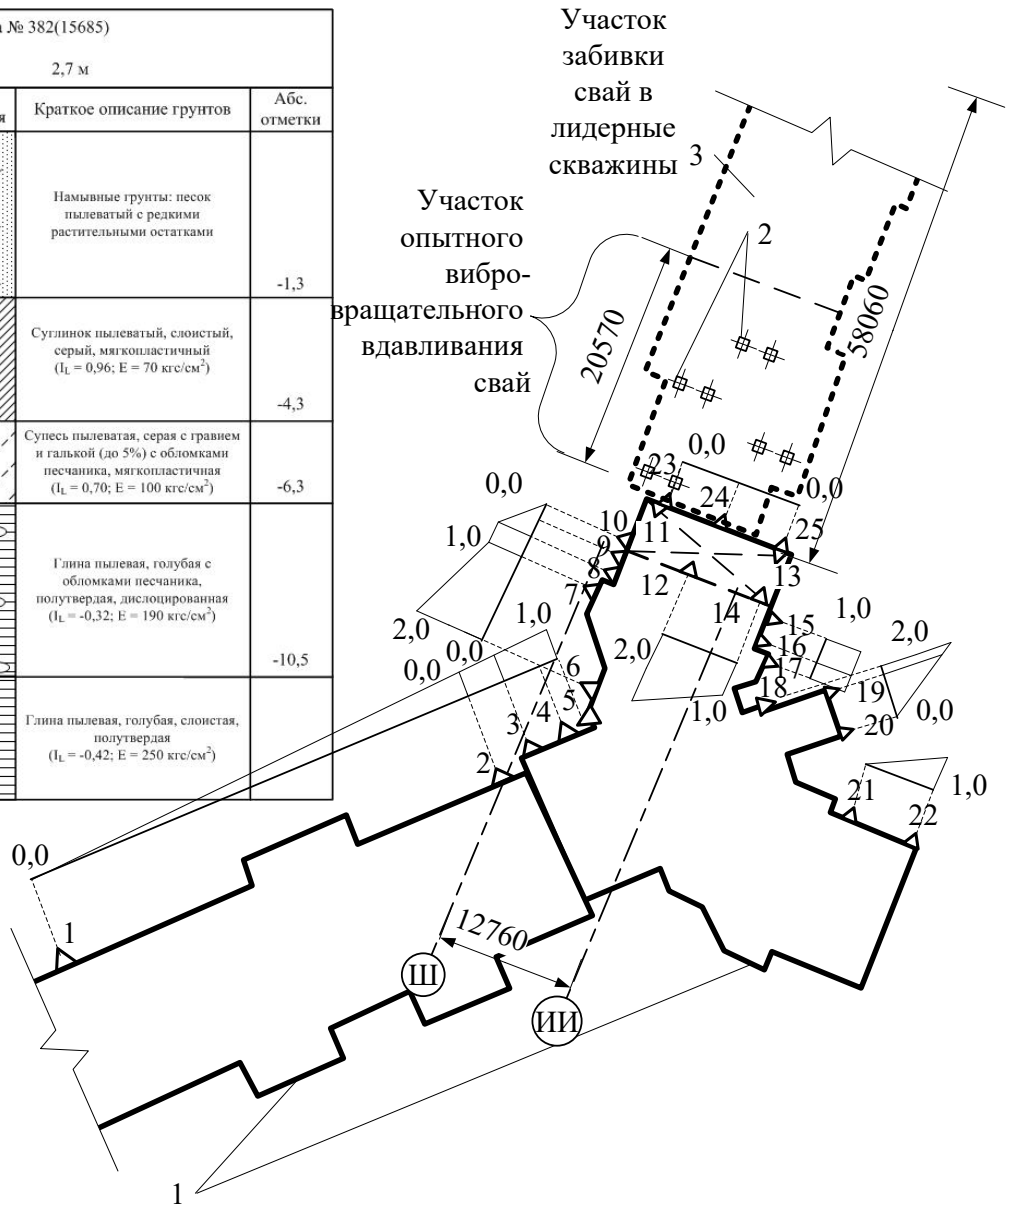 № 382(15685)
2,7 м
Краткое описание грунтов
Абс.
отметки
Намывные грунты: песок
пылеватый с редкими
растительными остатками
-1,3
Суглинок пылеватый, слоистый,
серый, мягкопластичный
(I_L = 0,96; E = 70 кгс/см²)
-4,3
Супесь пылеватая, серая с гравием
и галькой (до 5%) с обломками
песчаника, мягкопластичная
(I_L = 0,70; E = 100 кгс/см²)
-6,3
Глина пылевая, голубая с
обломками песчаника,
полутвердая, дислоцированная
(I_L = -0,32; E = 190 кгс/см²)
-10,5
Глина пылевая, голубая, слоистая,
полутвердая
(I_L = -0,42; E = 250 кгс/см²)
Участок
забивки
свай в
лидерные
скважины
3
Участок
опытного
вибро-
вращательного
вдавливания
свай
2
20570
58060
0,0
23
24
0,0
25
0,0
1,0
10
11
9
8
7
12
13
14
2,0
1,0
0,0
0,0
6
5
4
3
2
2,0
1,0
15
16
17
18
1,0
2,0
19
20
0,0
21
22
1,0
0,0
1
12760
Ш
ИИ
1